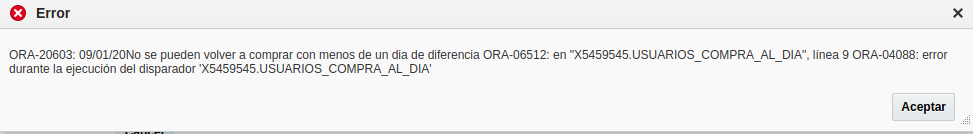 Error
ORA-20603: 09/01/20No se pueden volver a comprar con menos de un dia de diferencia ORA-06512: en "X5459545.USUARIOS_COMPRA_AL_DIA", línea 9 ORA-04088: error
durante la ejecución del disparador 'X5459545.USUARIOS_COMPRA_AL_DIA'
Aceptar